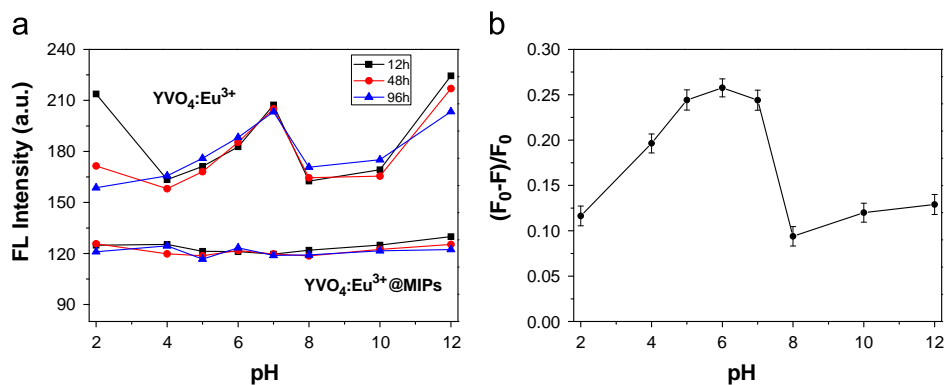 a
FL Intensity (a.u.)
240
210
180
150
120
90
YVO4:Eu3+
12h
48h
96h
YVO4:Eu3+@MIPs
2 4 6 8 10 12
pH
b
(F0-F)/F0
0.30
0.25
0.20
0.15
0.10
0.05
0.00
2 4 6 8 10 12
pH